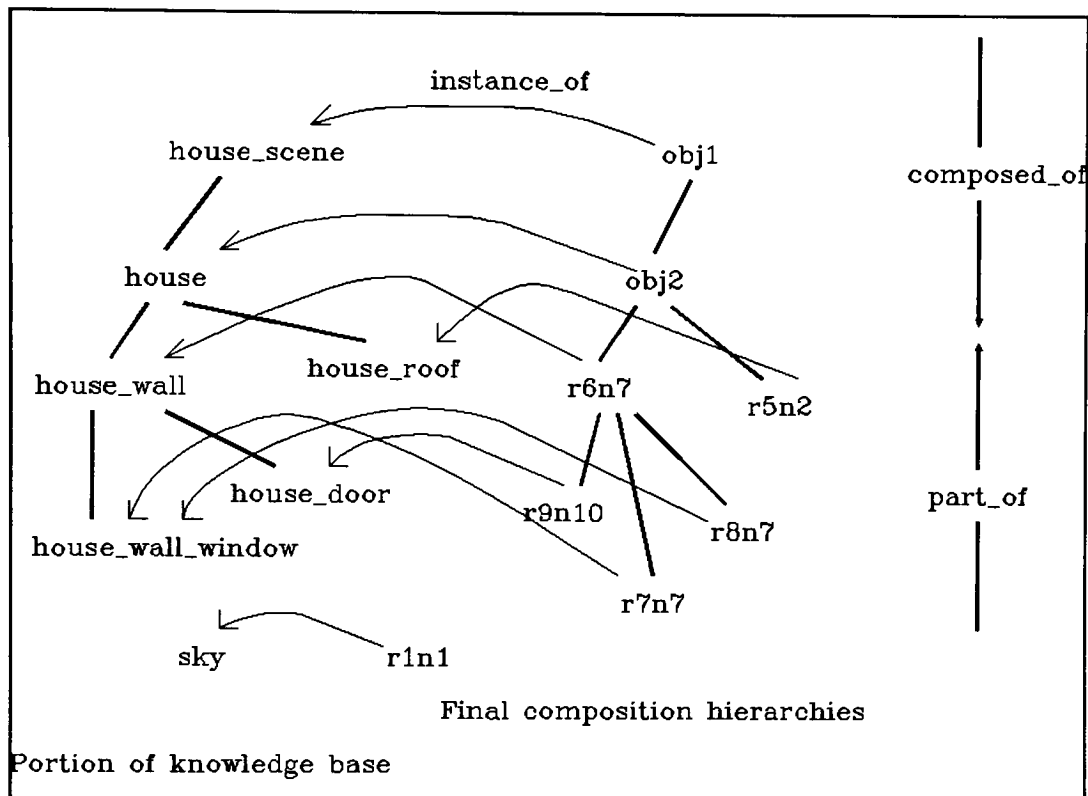 instance_of
house_scene
obj1
composed_of
house
obj2
house_wall
house_roof
r6n7
r5n2
house_door
r9n10
r8n7
part_of
house_wall_window
r7n7
sky
r1n1
Final composition hierarchies
Portion of knowledge base